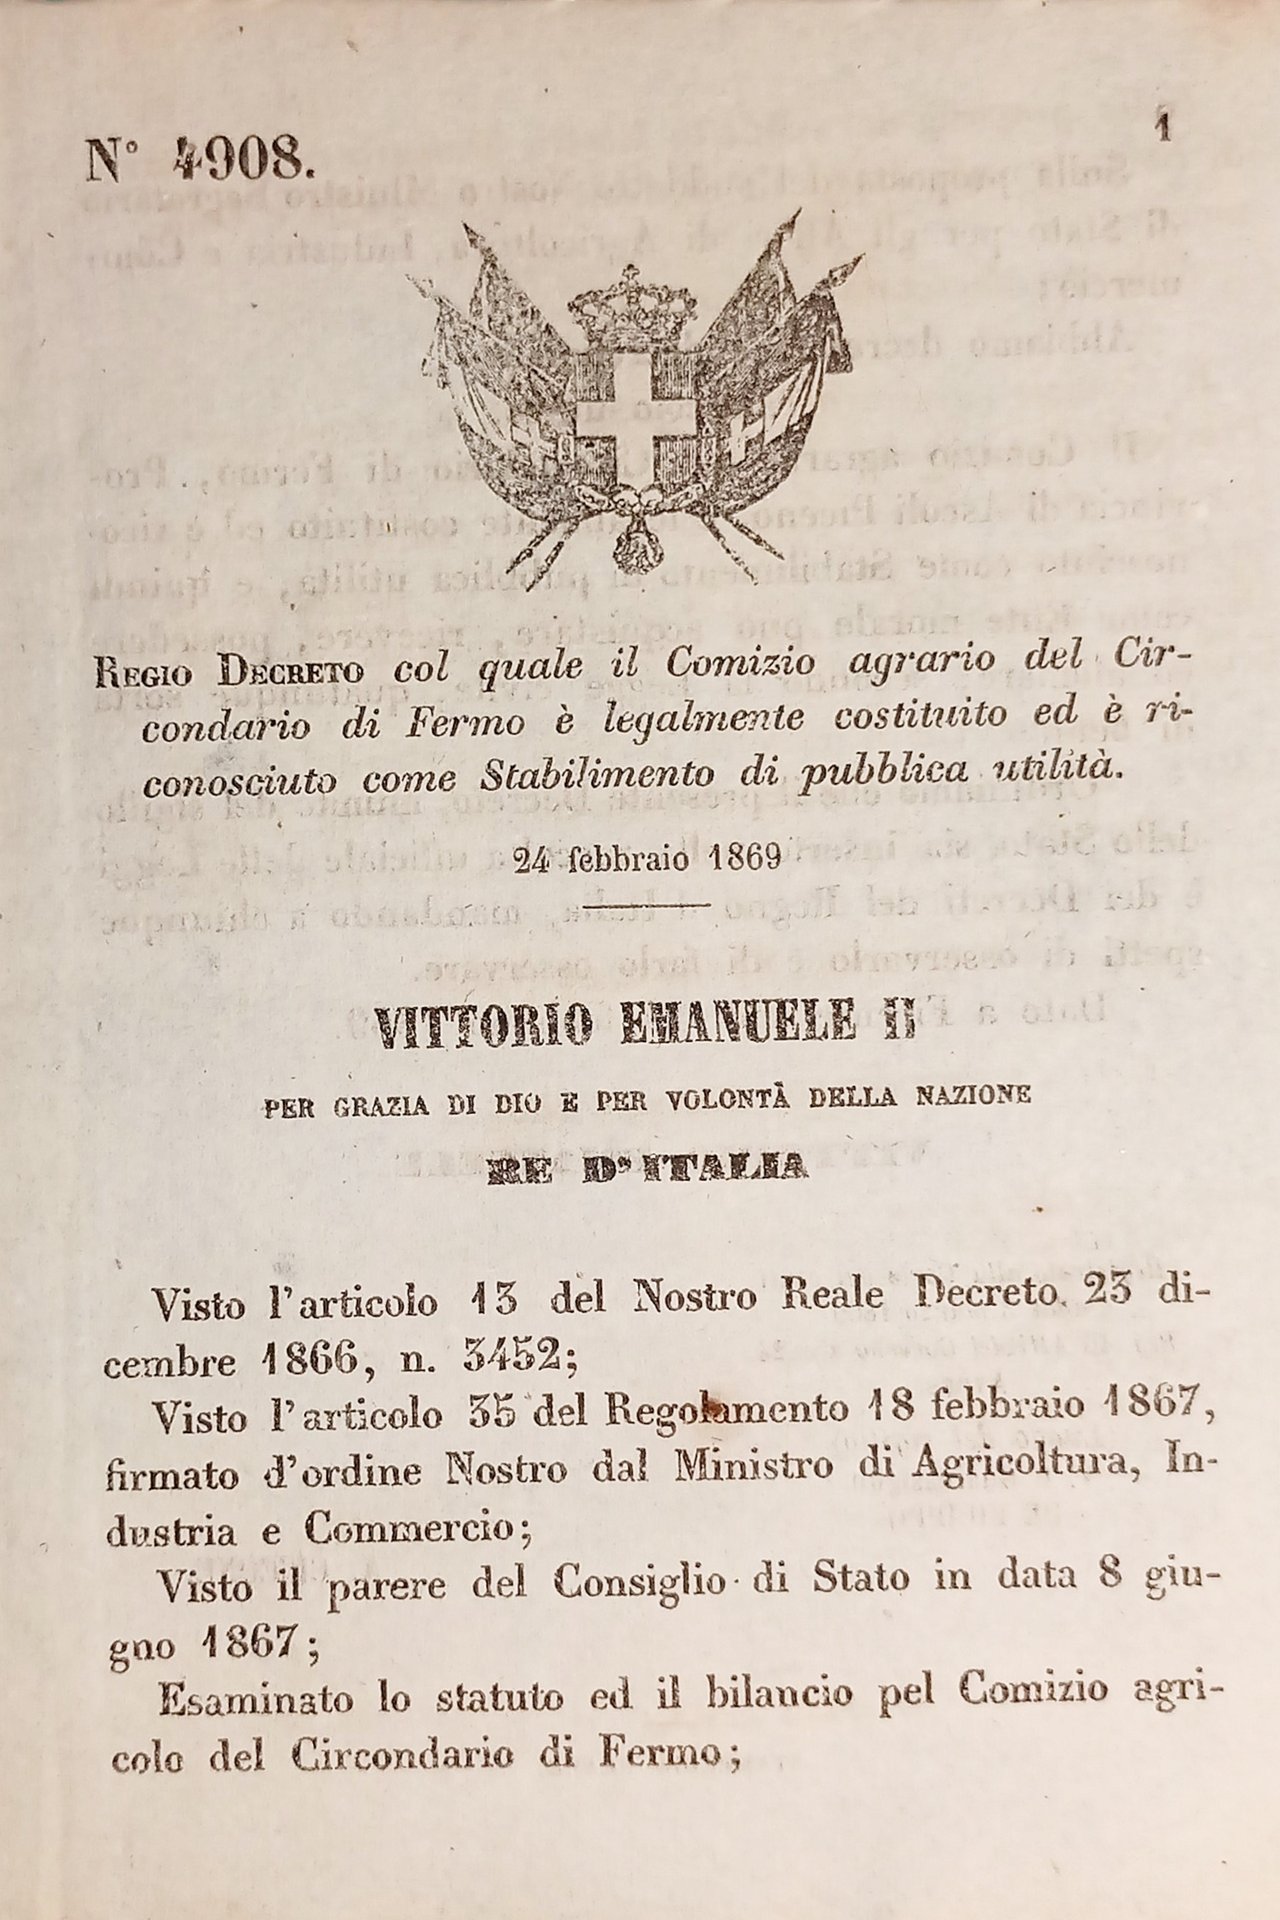 N° 4908.
1
REGIO DECRETO col quale il Comizio agrario del Cir-
condario di Fermo è legalmente costituito ed è ri-
conosciuto come Stabilimento di pubblica utilità.
24 febbraio 1869
VITTORIO EMANUELE II
PER GRAZIA DI DIO E PER VOLONTÀ DELLA NAZIONE
RE D'ITALIA
Visto l'articolo 13 del Nostro Reale Decreto 23 di-
cembre 1866, n. 3452;
Visto l'articolo 35 del Regolamento 18 febbraio 1867,
firmato d'ordine Nostro dal Ministro di Agricoltura, In-
dustria e Commercio;
Visto il parere del Consiglio di Stato in data 8 giu-
gno 1867;
Esaminato lo statuto ed il bilancio pel Comizio agri-
colo del Circondario di Fermo;